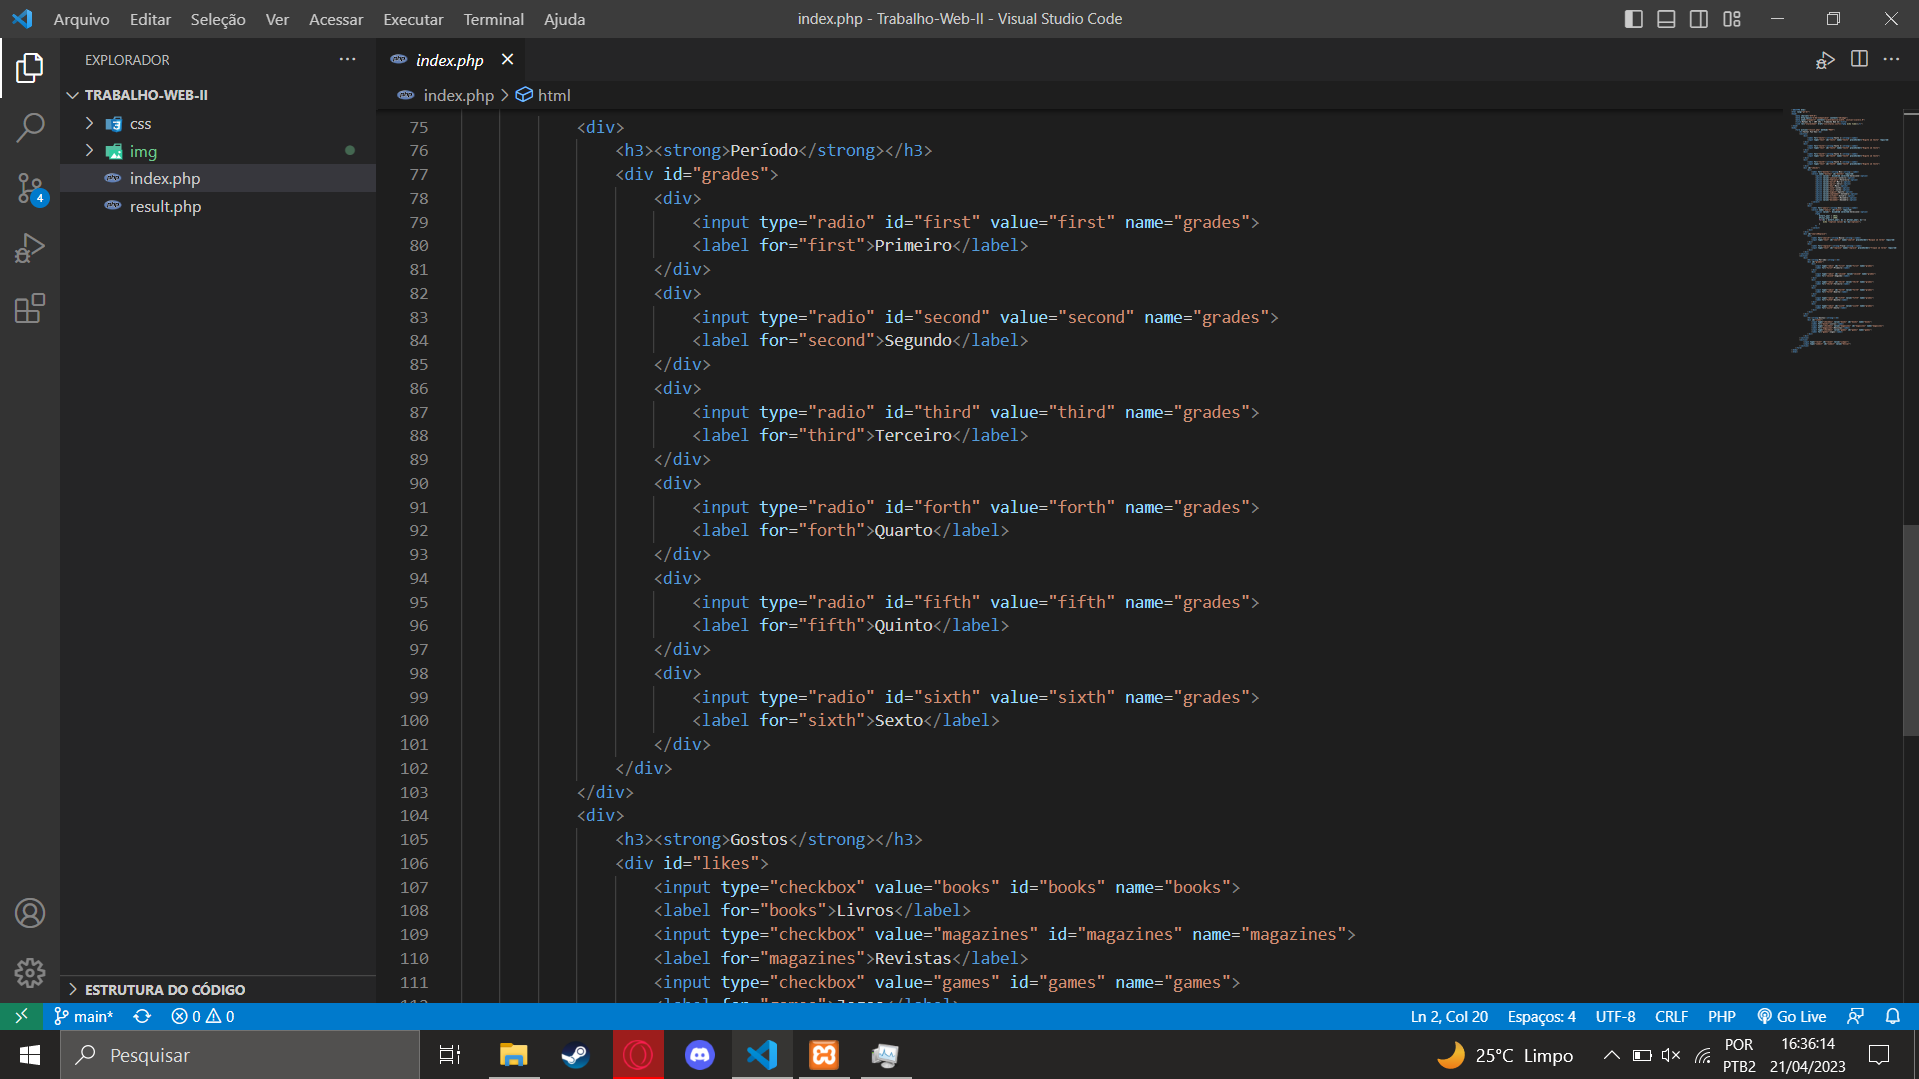 Arquivo Editar Seleção Ver Acessar Executar Terminal Ajuda
index.php - Trabalho-Web-II - Visual Studio Code
EXPLORADOR
index.php
TRABALHO-WEB-II
index.php > html
css
img
index.php
result.php
4
75 <div>
76 <h3><strong>Período</strong></h3>
77 <div id="grades">
78 <div>
79 <input type="radio" id="first" value="first" name="grades">
80 <label for="first">Primeiro</label>
81 </div>
82 <div>
83 <input type="radio" id="second" value="second" name="grades">
84 <label for="second">Segundo</label>
85 </div>
86 <div>
87 <input type="radio" id="third" value="third" name="grades">
88 <label for="third">Terceiro</label>
89 </div>
90 <div>
91 <input type="radio" id="forth" value="forth" name="grades">
92 <label for="forth">Quarto</label>
93 </div>
94 <div>
95 <input type="radio" id="fifth" value="fifth" name="grades">
96 <label for="fifth">Quinto</label>
97 </div>
98 <div>
99 <input type="radio" id="sixth" value="sixth" name="grades">
100 <label for="sixth">Sexto</label>
101 </div>
102 </div>
103 </div>
104 <div>
105 <h3><strong>Gostos</strong></h3>
106 <div id="likes">
107 <input type="checkbox" value="books" id="books" name="books">
108 <label for="books">Livros</label>
109 <input type="checkbox" value="magazines" id="magazines" name="magazines">
110 <label for="magazines">Revistas</label>
111 <input type="checkbox" value="games" id="games" name="games">
ESTRUTURA DO CÓDIGO
main* 0 0
Ln 2, Col 20 Espaços: 4 UTF-8 CRLF PHP Go Live
Pesquisar
25°C Limpo
POR
PTB2
16:36:14
21/04/2023